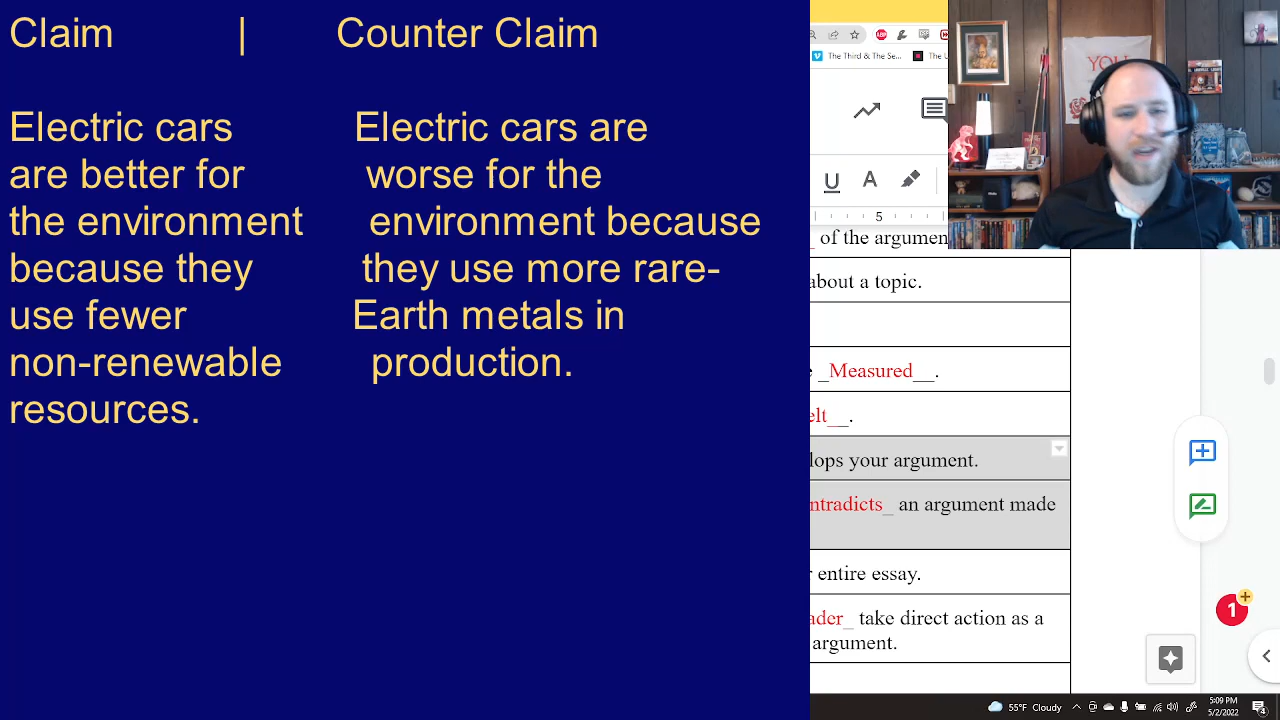 Claim | Counter Claim
Electric cars
are better for
the environment
because they
use fewer
non-renewable
resources.
Electric cars are
worse for the
environment because
they use more rare-
Earth metals in
production.
The Third & The Se...
The U
5
of the argumen
about a topic.
_Measured__.
elt__.
lops your argument.
ntradicts_ an argument made
entire essay.
ader_ take direct action as a
argument.
YOU
1
5:09 PM
5/2/2022